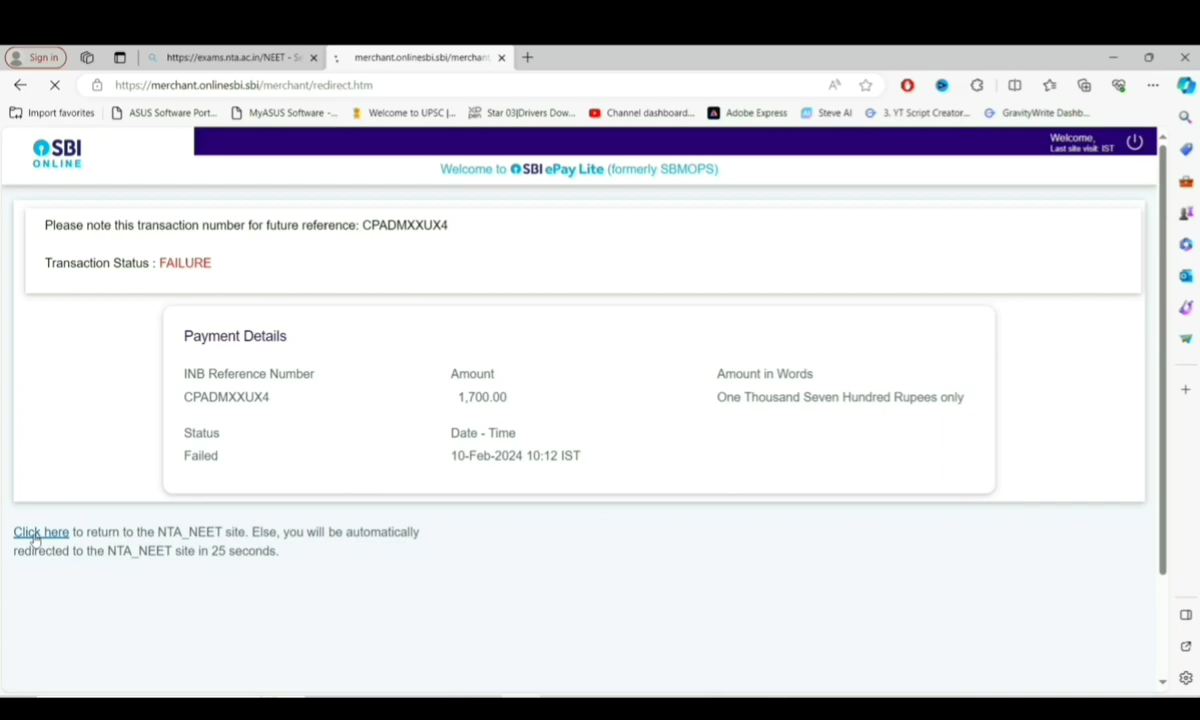 Sign in
https://exams.nta.ac.in/NEET - Se
merchant.onlinesbi.sbi/merchant
https://merchant.onlinesbi.sbi/merchant/redirect.htm
Import favorites
ASUS Software Port...
MyASUS Software -...
Welcome to UPSC |...
Star 03|Drivers Dow...
Channel dashboard...
Adobe Express
Steve AI
3. YT Script Creator...
GravityWrite Dashb...
SBI
ONLINE
Welcome,
Last site visit: IST
Welcome to SBI ePay Lite (formerly SBMOPS)
Please note this transaction number for future reference: CPADMXXUX4
Transaction Status : FAILURE
Payment Details
INB Reference Number Amount Amount in Words
CPADMXXUX4 1,700.00 One Thousand Seven Hundred Rupees only
Status Date - Time
Failed 10-Feb-2024 10:12 IST
Click here to return to the NTA_NEET site. Else, you will be automatically
redirected to the NTA_NEET site in 25 seconds.